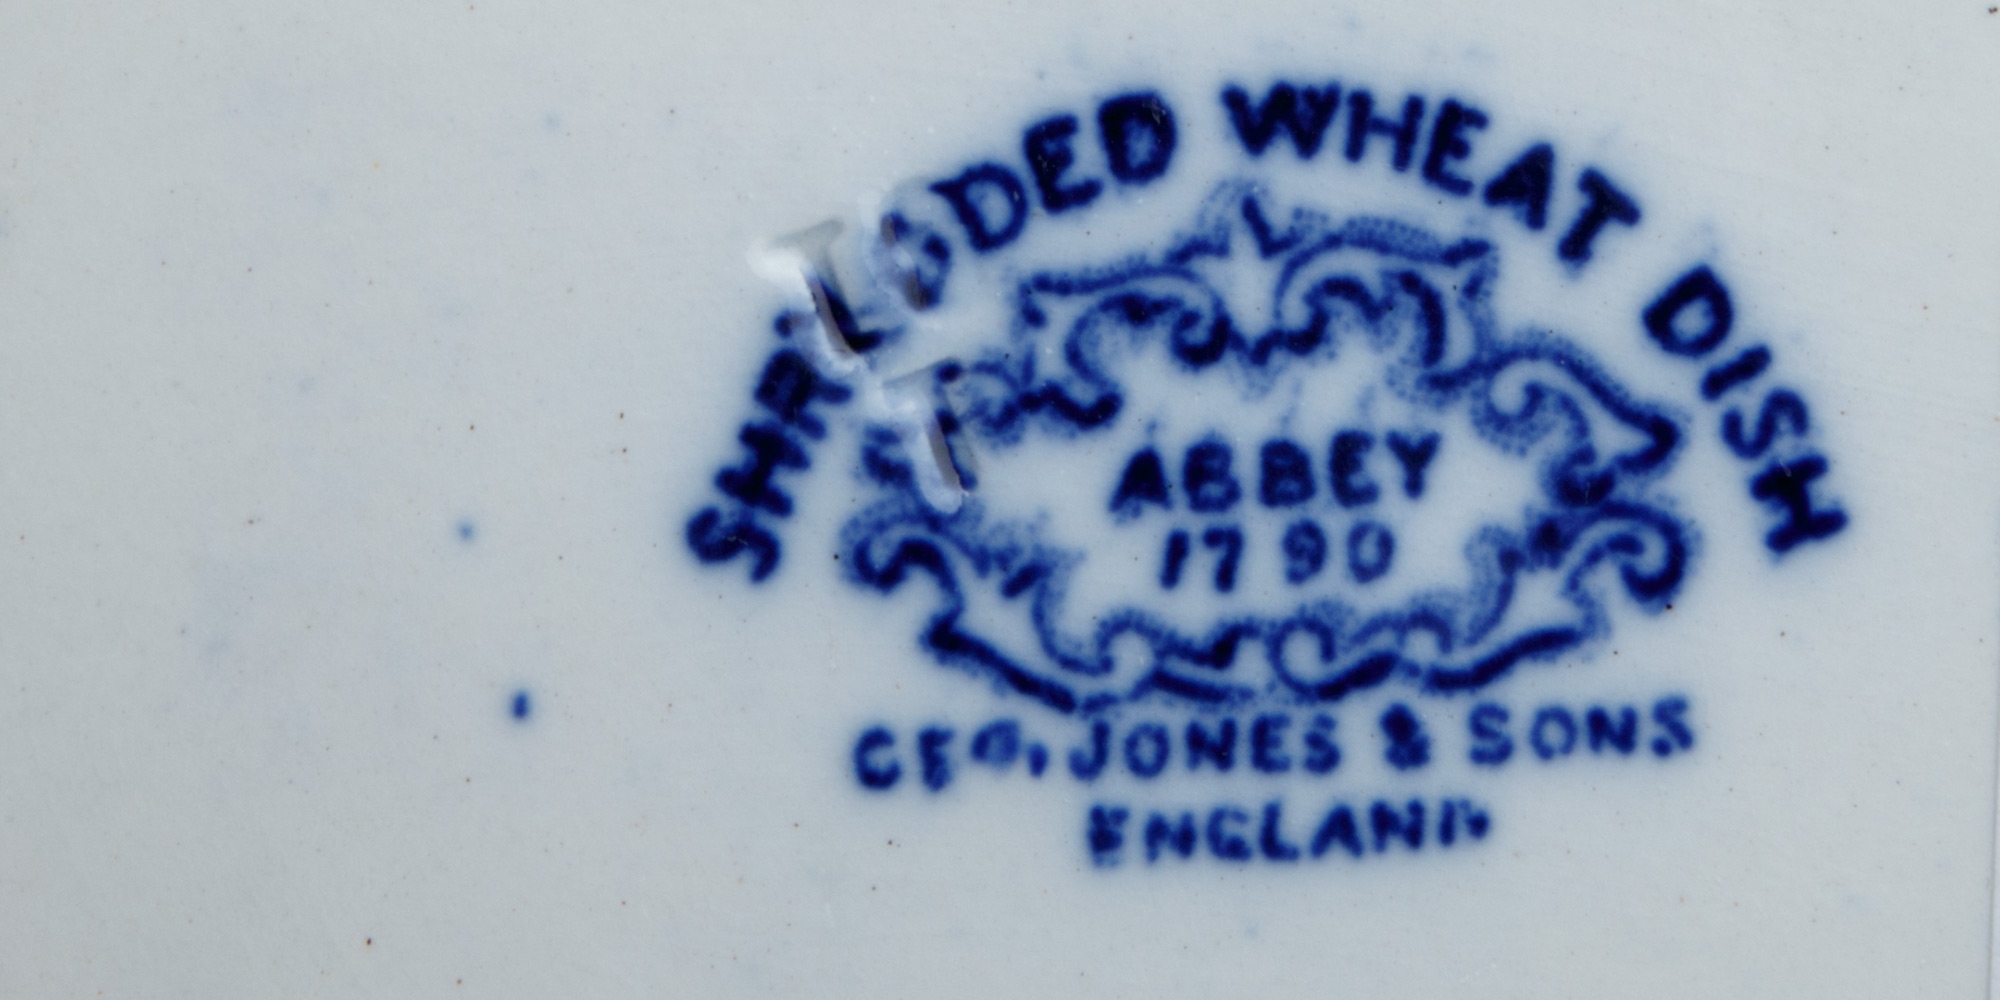 SHREDDED WHEAT DISH
ABBEY
1790
GEO. JONES & SONS
ENGLAND